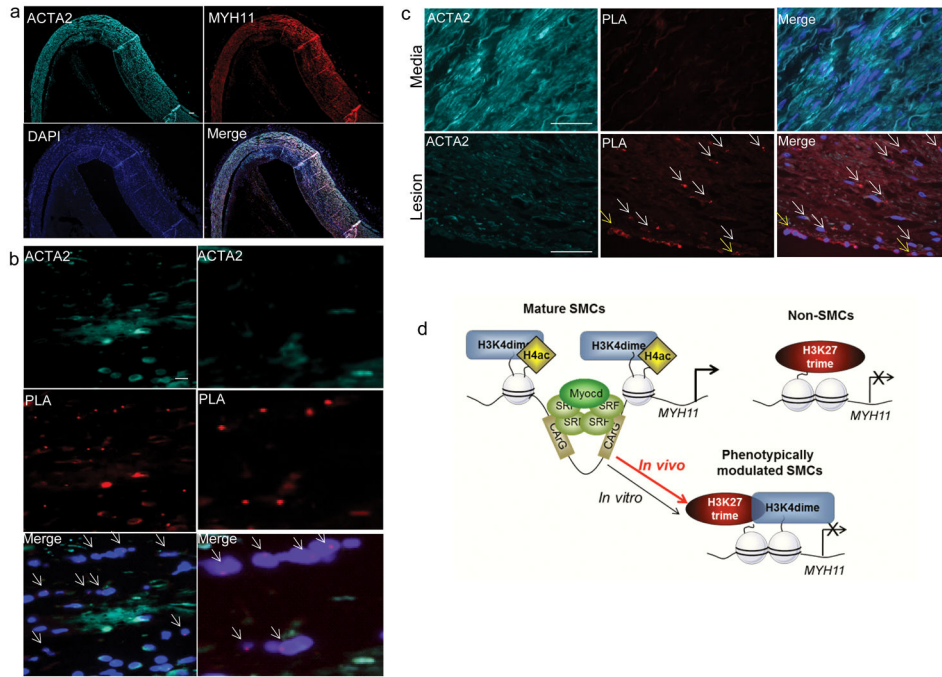 a
ACTA2
MYH11
DAPI
Merge
b
ACTA2
ACTA2
PLA
PLA
Merge
Merge
c
ACTA2
PLA
Merge
Media
ACTA2
PLA
Merge
Lesion
d
Mature SMCs
H3K4dime
H4ac
H3K4dime
H4ac
Myocd
SRF
SRF
SRF
SRF
CArG
CArG
MYH11
Non-SMCs
H3K27
trime
MYH11
In vivo
In vitro
Phenotypically
modulated SMCs
H3K27
trime
H3K4dime
MYH11